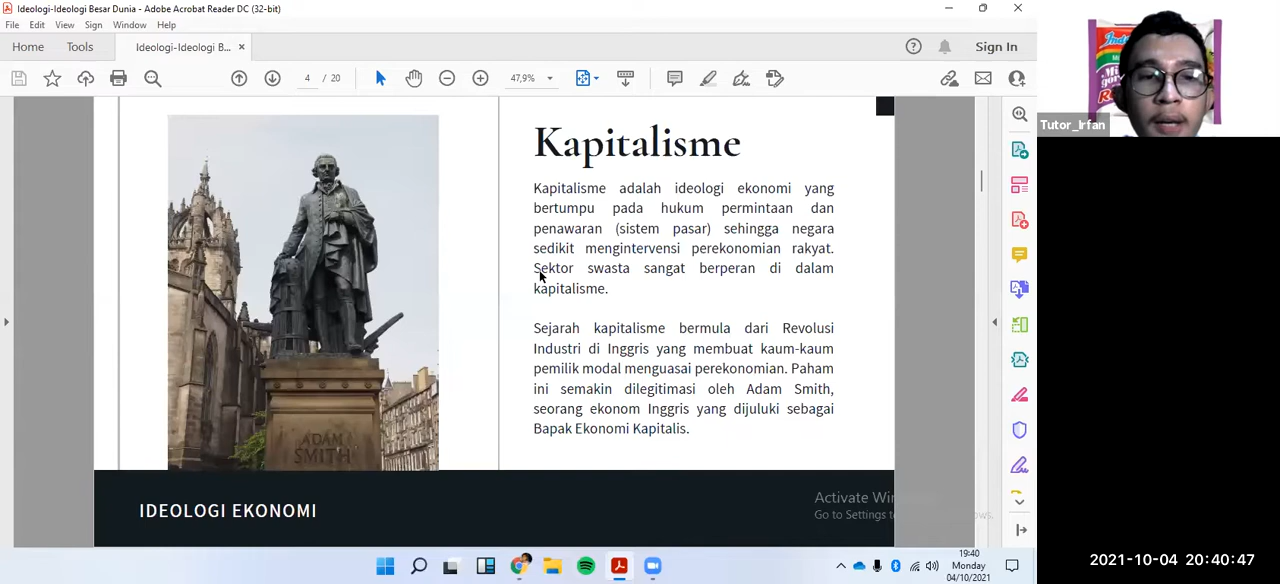 Ideologi-Ideologi Besar Dunia - Adobe Acrobat Reader DC (32-bit)
File Edit View Sign Window Help
Home Tools Ideologi-Ideologi B... × Sign In
4 / 20 47,9%
Tutor_Irfan
Kapitalisme
Kapitalisme adalah ideologi ekonomi yang
bertumpu pada hukum permintaan dan
penawaran (sistem pasar) sehingga negara
sedikit mengintervensi perekonomian rakyat.
Sektor swasta sangat berperan di dalam
kapitalisme.
Sejarah kapitalisme bermula dari Revolusi
Industri di Inggris yang membuat kaum-kaum
pemilik modal menguasai perekonomian. Paham
ini semakin dilegitimasi oleh Adam Smith,
seorang ekonom Inggris yang dijuluki sebagai
Bapak Ekonomi Kapitalis.
ADAM
SMITH
IDEOLOGI EKONOMI
Activate Win
Go to Settings t
19:40
Monday
04/10/2021
2021-10-04 20:40:47